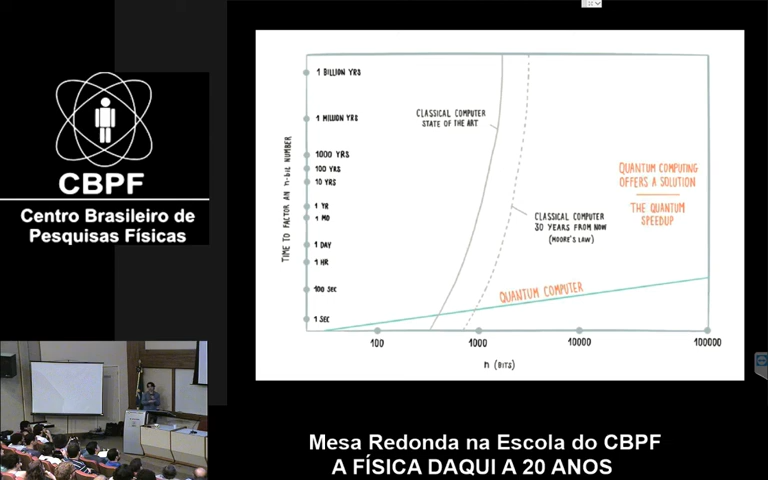 CBPF
Centro Brasileiro de
Pesquisas Físicas
TIME TO FACTOR AN n-bit NUMBER
1 BILLION YRS
1 MILLION YRS
1000 YRS
100 YRS
10 YRS
1 YR
1 MO
1 DAY
1 HR
100 SEC
1 SEC
CLASSICAL COMPUTER
STATE OF THE ART
CLASSICAL COMPUTER
30 YEARS FROM NOW
(MOORE'S LAW)
QUANTUM COMPUTING
OFFERS A SOLUTION
THE QUANTUM
SPEEDUP
QUANTUM COMPUTER
100
1000
10000
100000
n (BITS)
Mesa Redonda na Escola do CBPF
A FÍSICA DAQUI A 20 ANOS